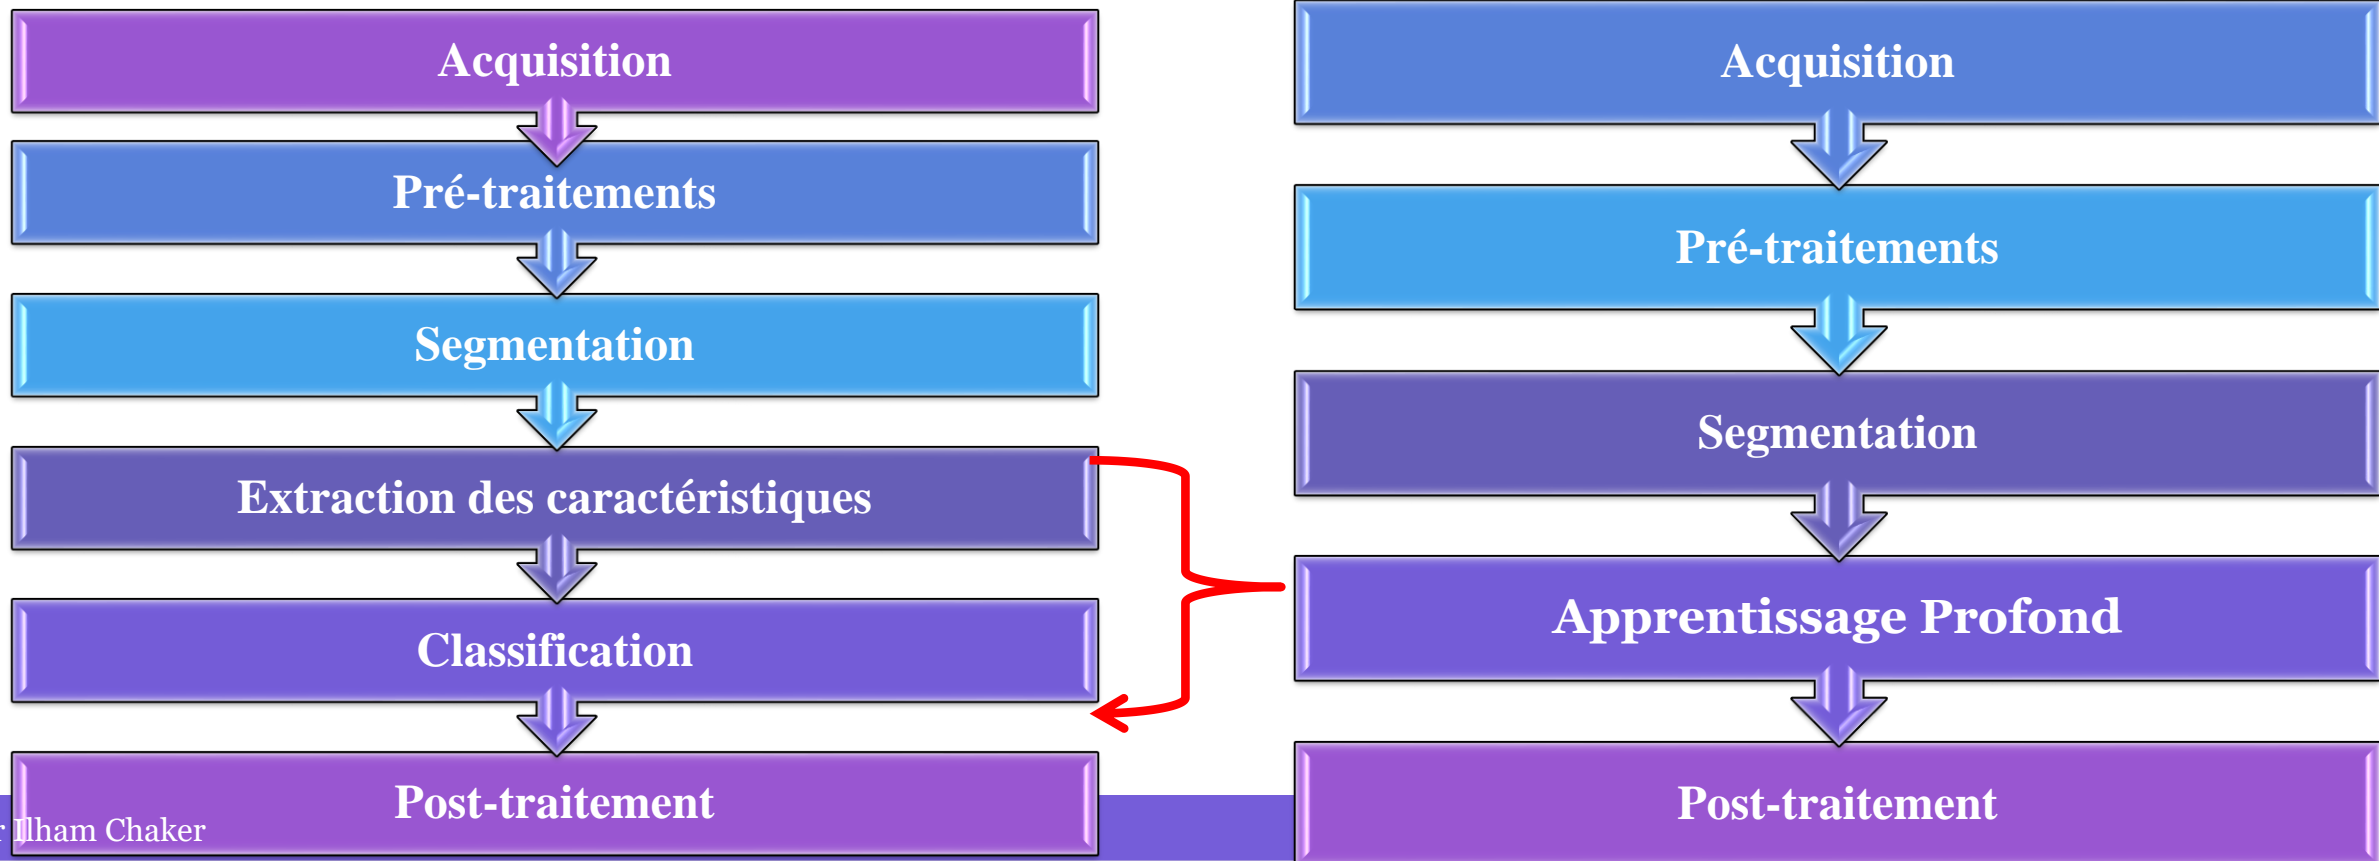 Acquisition
Pré-traitements
Segmentation
Extraction des caractéristiques
Classification
Post-traitement
Ilham Chaker
Acquisition
Pré-traitements
Segmentation
Apprentissage Profond
Post-traitement